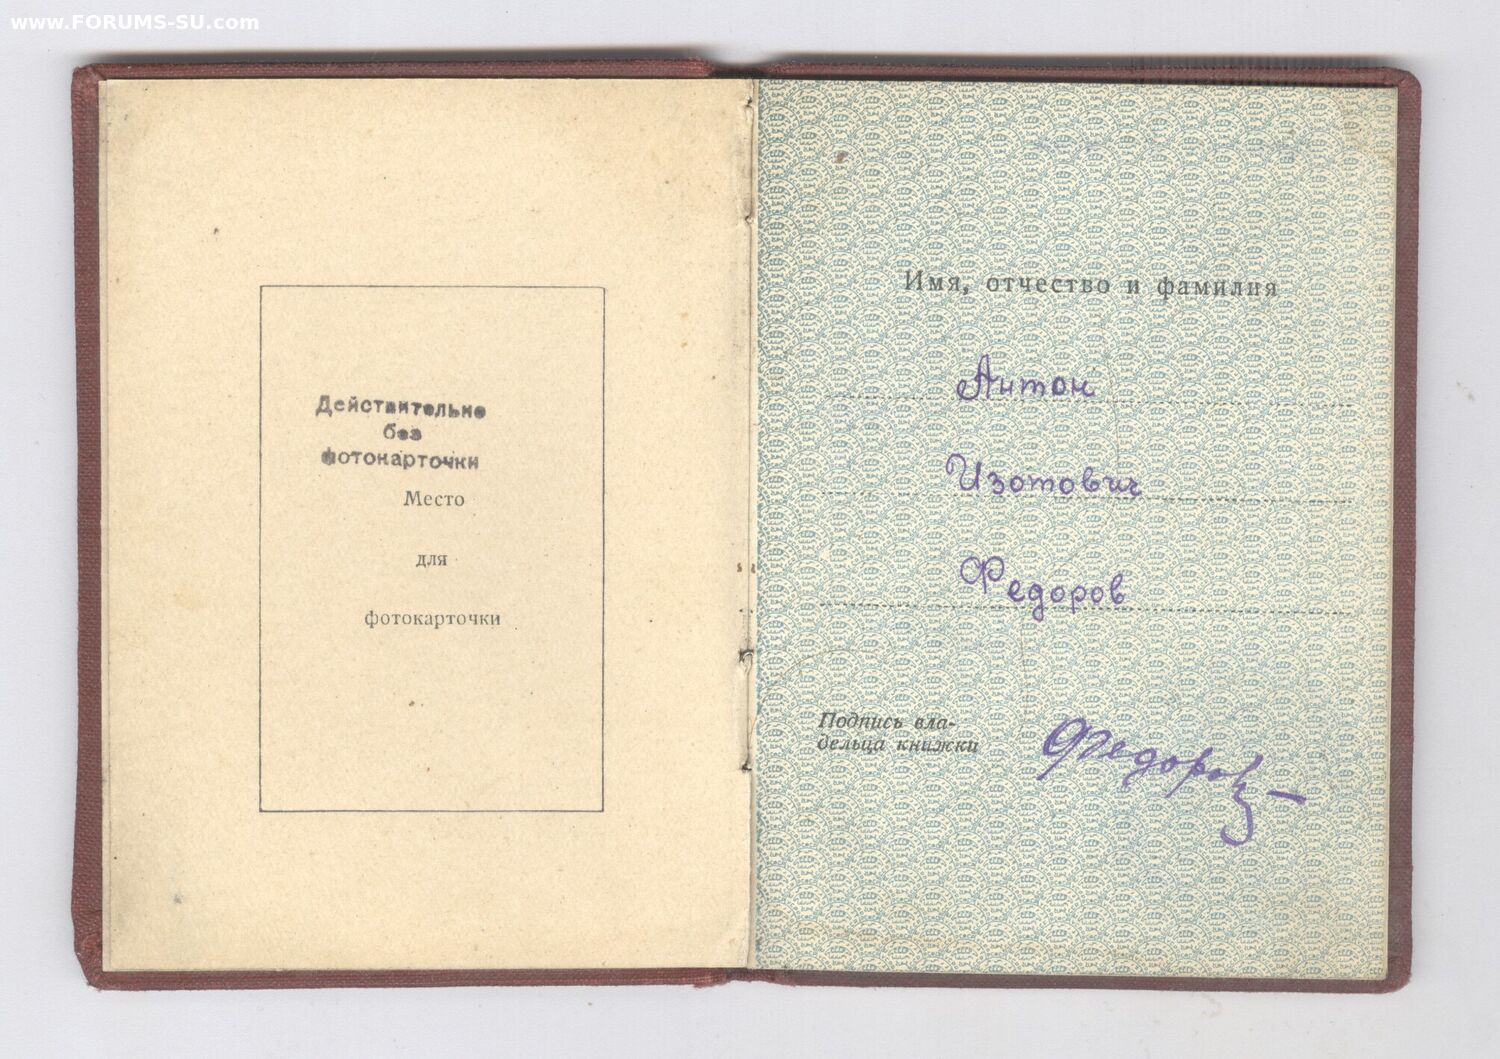 www.FORUMS-SU.com
Действительно
без
фотокарточки
Место
для
фотокарточки
Имя, отчество и фамилия
Антон
Изотович
Федоров
Подпись вла-
дельца книжки
Федоров